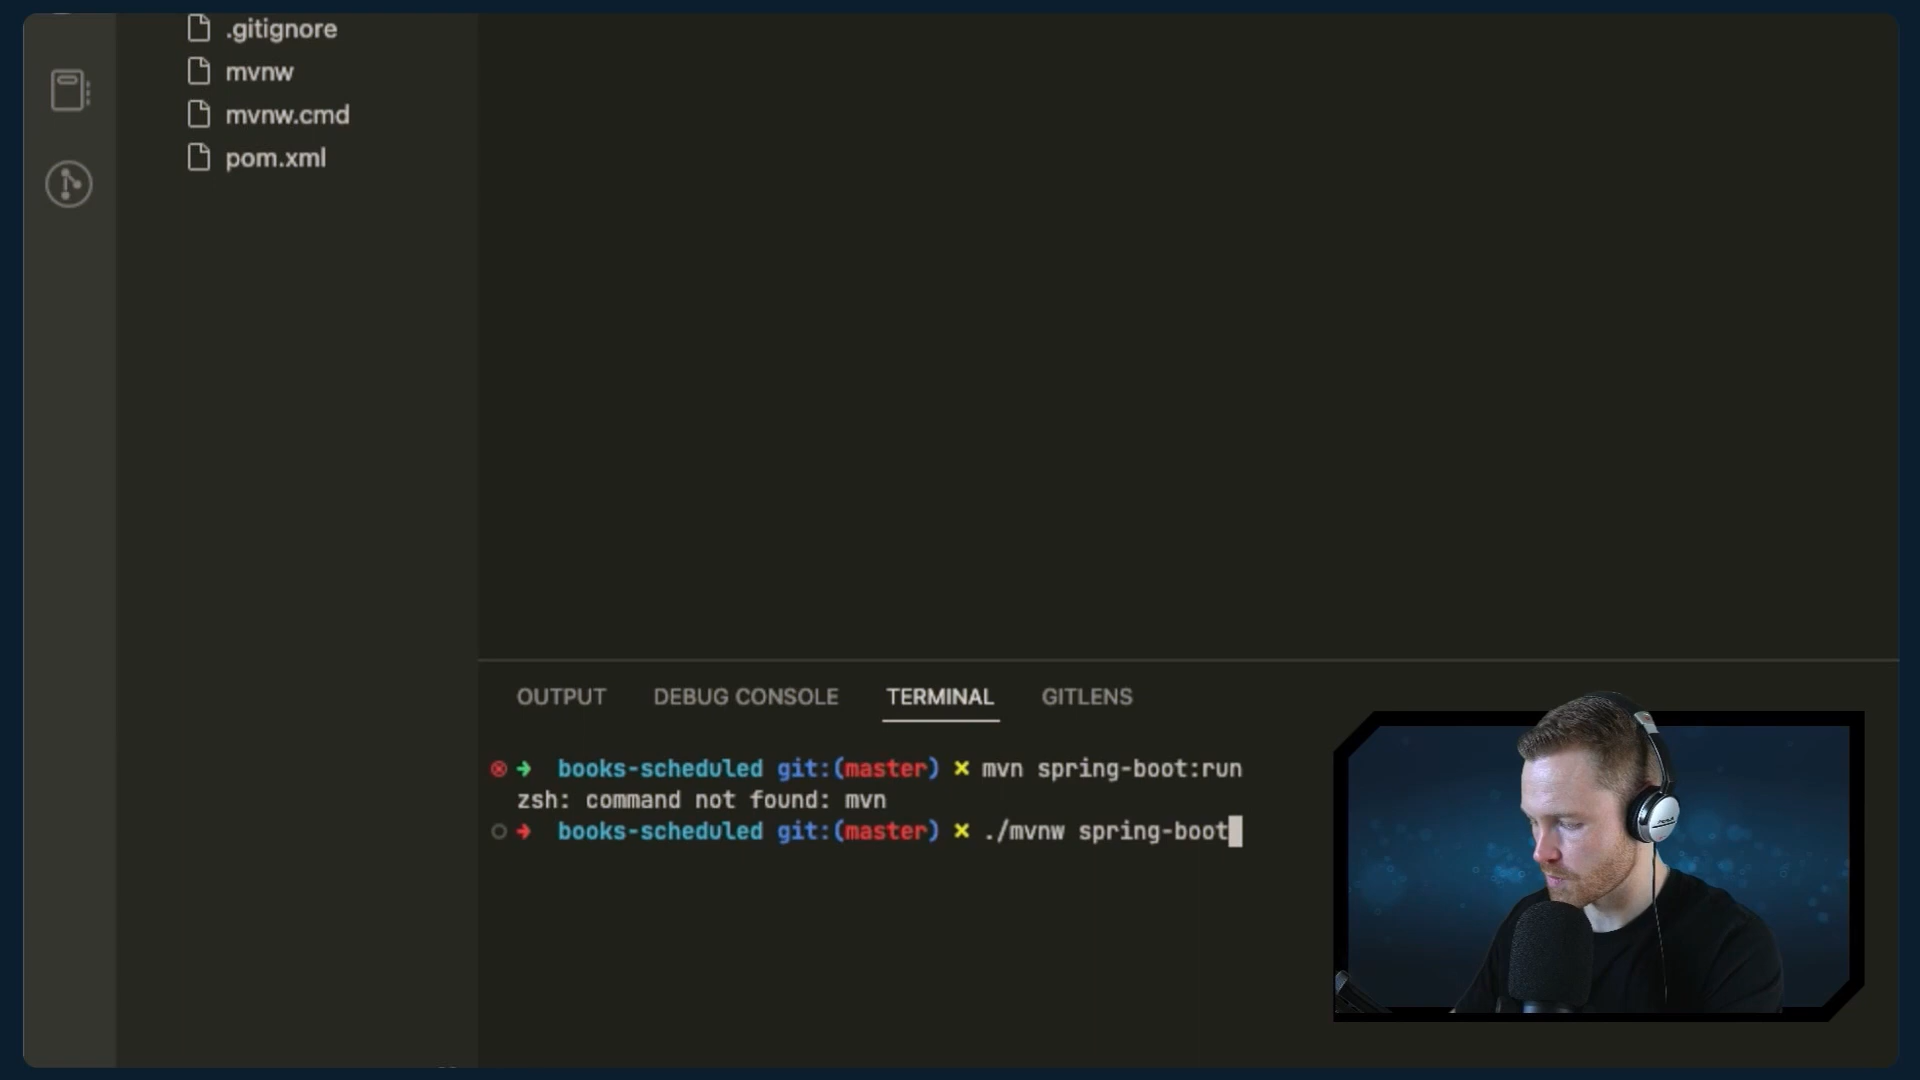 .gitignore
mvnw
mvnw.cmd
pom.xml
OUTPUT DEBUG CONSOLE TERMINAL GITLENS
books-scheduled git:(master) × mvn spring-boot:run
zsh: command not found: mvn
books-scheduled git:(master) × ./mvnw spring-boot